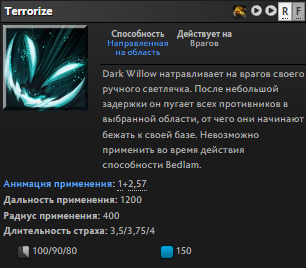 Terrorize
R F
Способность
Направленная
на область
Действует на
Врагов
Dark Willow натравливает на врагов своего
ручного светлячка. После небольшой
задержки он пугает всех противников в
выбранной области, от чего они начинают
бежать к своей базе. Невозможно
применить во время действия
способности Bedlam.
Анимация применения: 1+2,57
Дальность применения: 1200
Радиус применения: 400
Длительность страха: 3,5/3,75/4
100/90/80
150